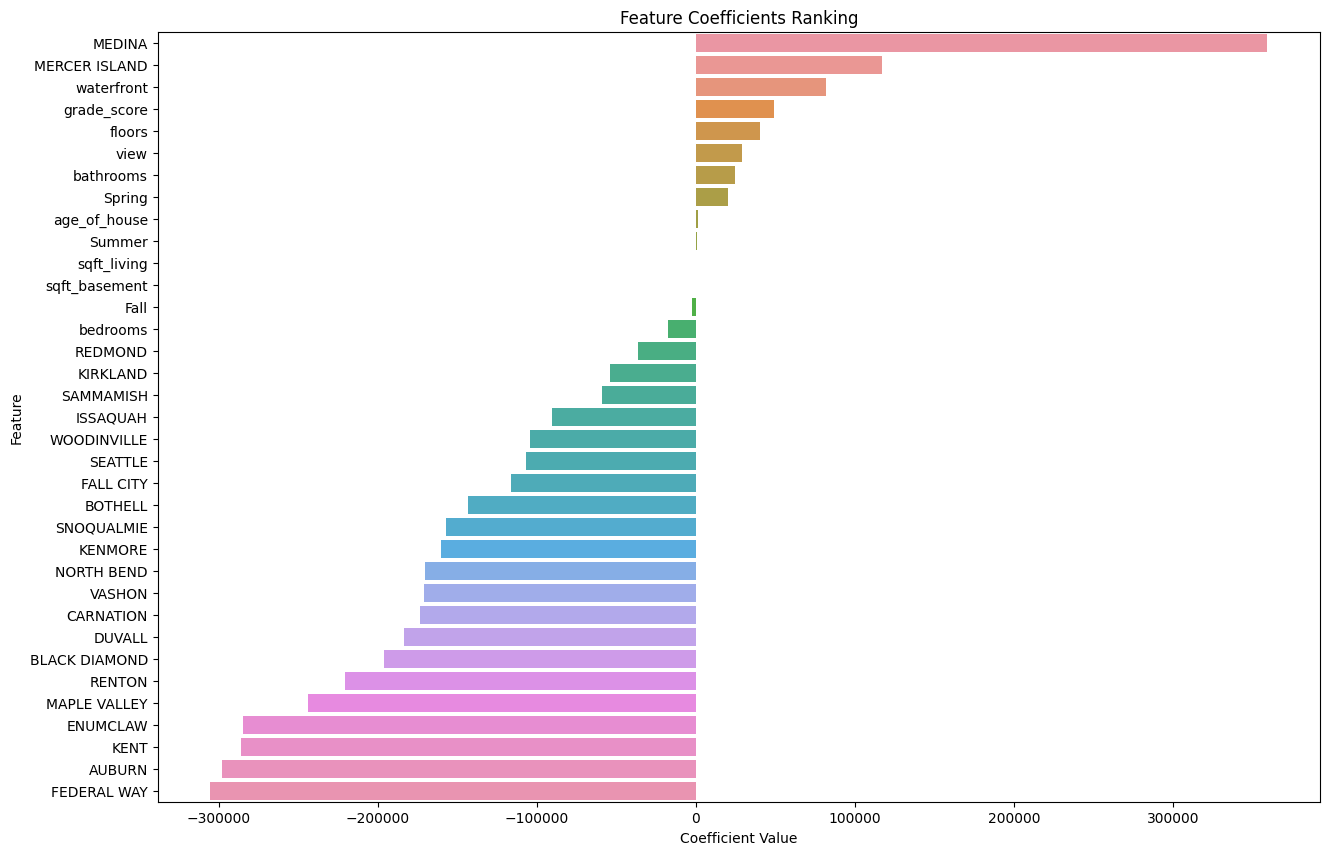 Feature Coefficients Ranking
MEDINA
MERCER ISLAND
waterfront
grade_score
floors
view
bathrooms
Spring
age_of_house
Summer
sqft_living
sqft_basement
Fall
bedrooms
REDMOND
KIRKLAND
SAMMAMISH
ISSAQUAH
WOODINVILLE
SEATTLE
FALL CITY
BOTHELL
SNOQUALMIE
KENMORE
NORTH BEND
VASHON
CARNATION
DUVALL
BLACK DIAMOND
RENTON
MAPLE VALLEY
ENUMCLAW
KENT
AUBURN
FEDERAL WAY
Feature
−300000 −200000 −100000 0 100000 200000 300000
Coefficient Value